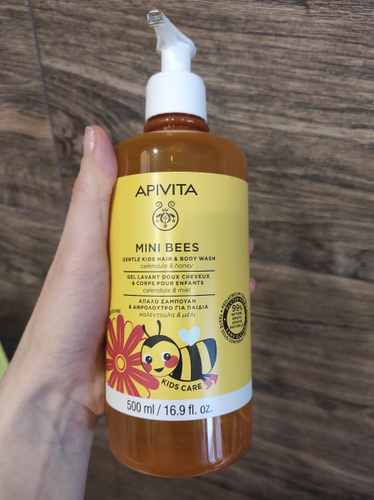 APIVITA
MINI BEES
GENTLE KIDS HAIR & BODY WASH
calendula & honey
GEL LAVANT DOUX CHEVEUX
& CORPS POUR ENFANTS
calendula & miel
ΑΠΑΛΟ ΣΑΜΠΟΥΑΝ
& ΑΦΡΟΛΟΥΤΡΟ ΓΙΑ ΠΑΙΔΙΑ
καλέντουλα & μέλι
KIDS CARE
500 ml / 16.9 fl. oz.